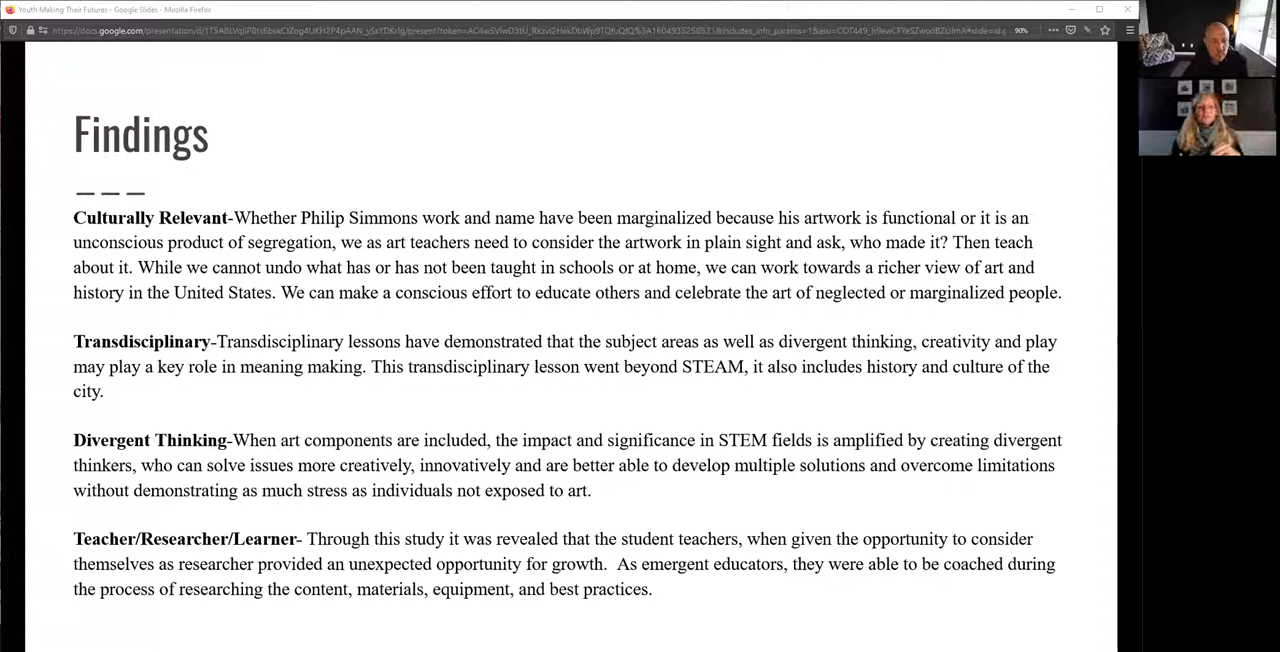 Youth Making Their Futures - Google Slides - Mozilla Firefox
90%
Findings
Culturally Relevant-Whether Philip Simmons work and name have been marginalized because his artwork is functional or it is an
unconscious product of segregation, we as art teachers need to consider the artwork in plain sight and ask, who made it? Then teach
about it. While we cannot undo what has or has not been taught in schools or at home, we can work towards a richer view of art and
history in the United States. We can make a conscious effort to educate others and celebrate the art of neglected or marginalized people.
Transdisciplinary-Transdisciplinary lessons have demonstrated that the subject areas as well as divergent thinking, creativity and play
may play a key role in meaning making. This transdisciplinary lesson went beyond STEAM, it also includes history and culture of the
city.
Divergent Thinking-When art components are included, the impact and significance in STEM fields is amplified by creating divergent
thinkers, who can solve issues more creatively, innovatively and are better able to develop multiple solutions and overcome limitations
without demonstrating as much stress as individuals not exposed to art.
Teacher/Researcher/Learner- Through this study it was revealed that the student teachers, when given the opportunity to consider
themselves as researcher provided an unexpected opportunity for growth.  As emergent educators, they were able to be coached during
the process of researching the content, materials, equipment, and best practices.